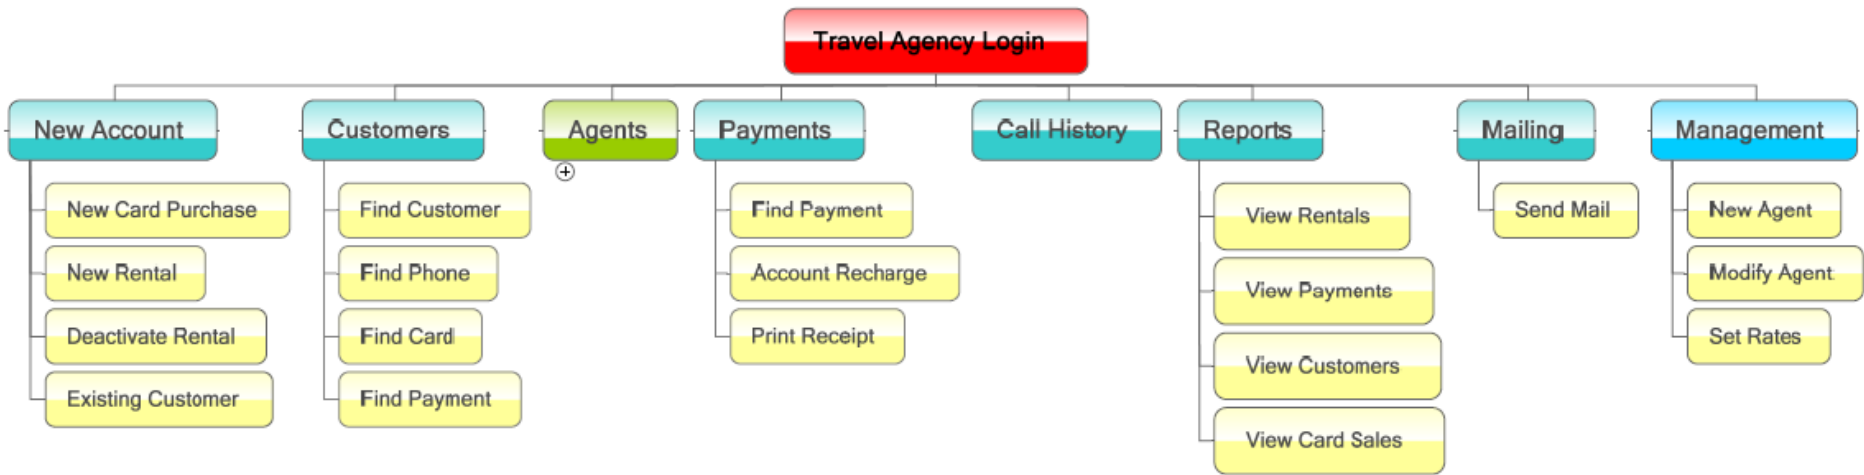 Travel Agency Login
New Account
Customers
Agents
Payments
Call History
Reports
Mailing
Management
New Card Purchase
New Rental
Deactivate Rental
Existing Customer
Find Customer
Find Phone
Find Card
Find Payment
Find Payment
Account Recharge
Print Receipt
View Rentals
View Payments
View Customers
View Card Sales
Send Mail
New Agent
Modify Agent
Set Rates